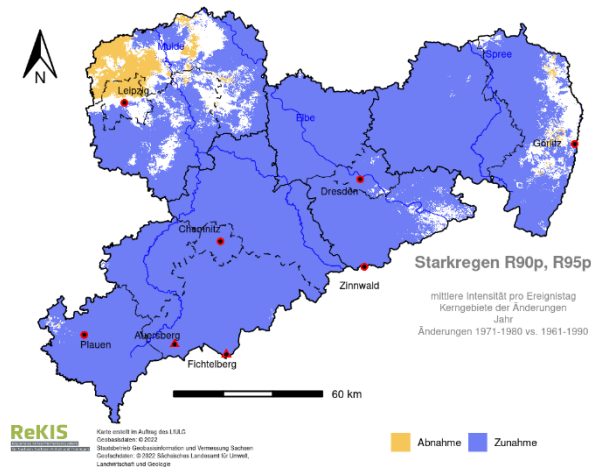 Mulde
Spree
N
Leipzig
Elbe
Görlitz
Dresden
Chemnitz
Zinnwald
Starkregen R90p, R95p
mittlere Intensität pro Ereignistag
Kerngebiete der Änderungen
Jahr
Änderungen 1971-1980 vs. 1961-1990
Auersberg
Plauen
Fichtelberg
60 km
ReKIS
Karte erstellt im Auftrag des LfULG
Geobasisdaten: © 2022
Staatsbetrieb Geobasisinformation und Vermessung Sachsen
Geofachdaten: © 2022 Sächsisches Landesamt für Umwelt,
Landwirtschaft und Geologie
Abnahme
Zunahme